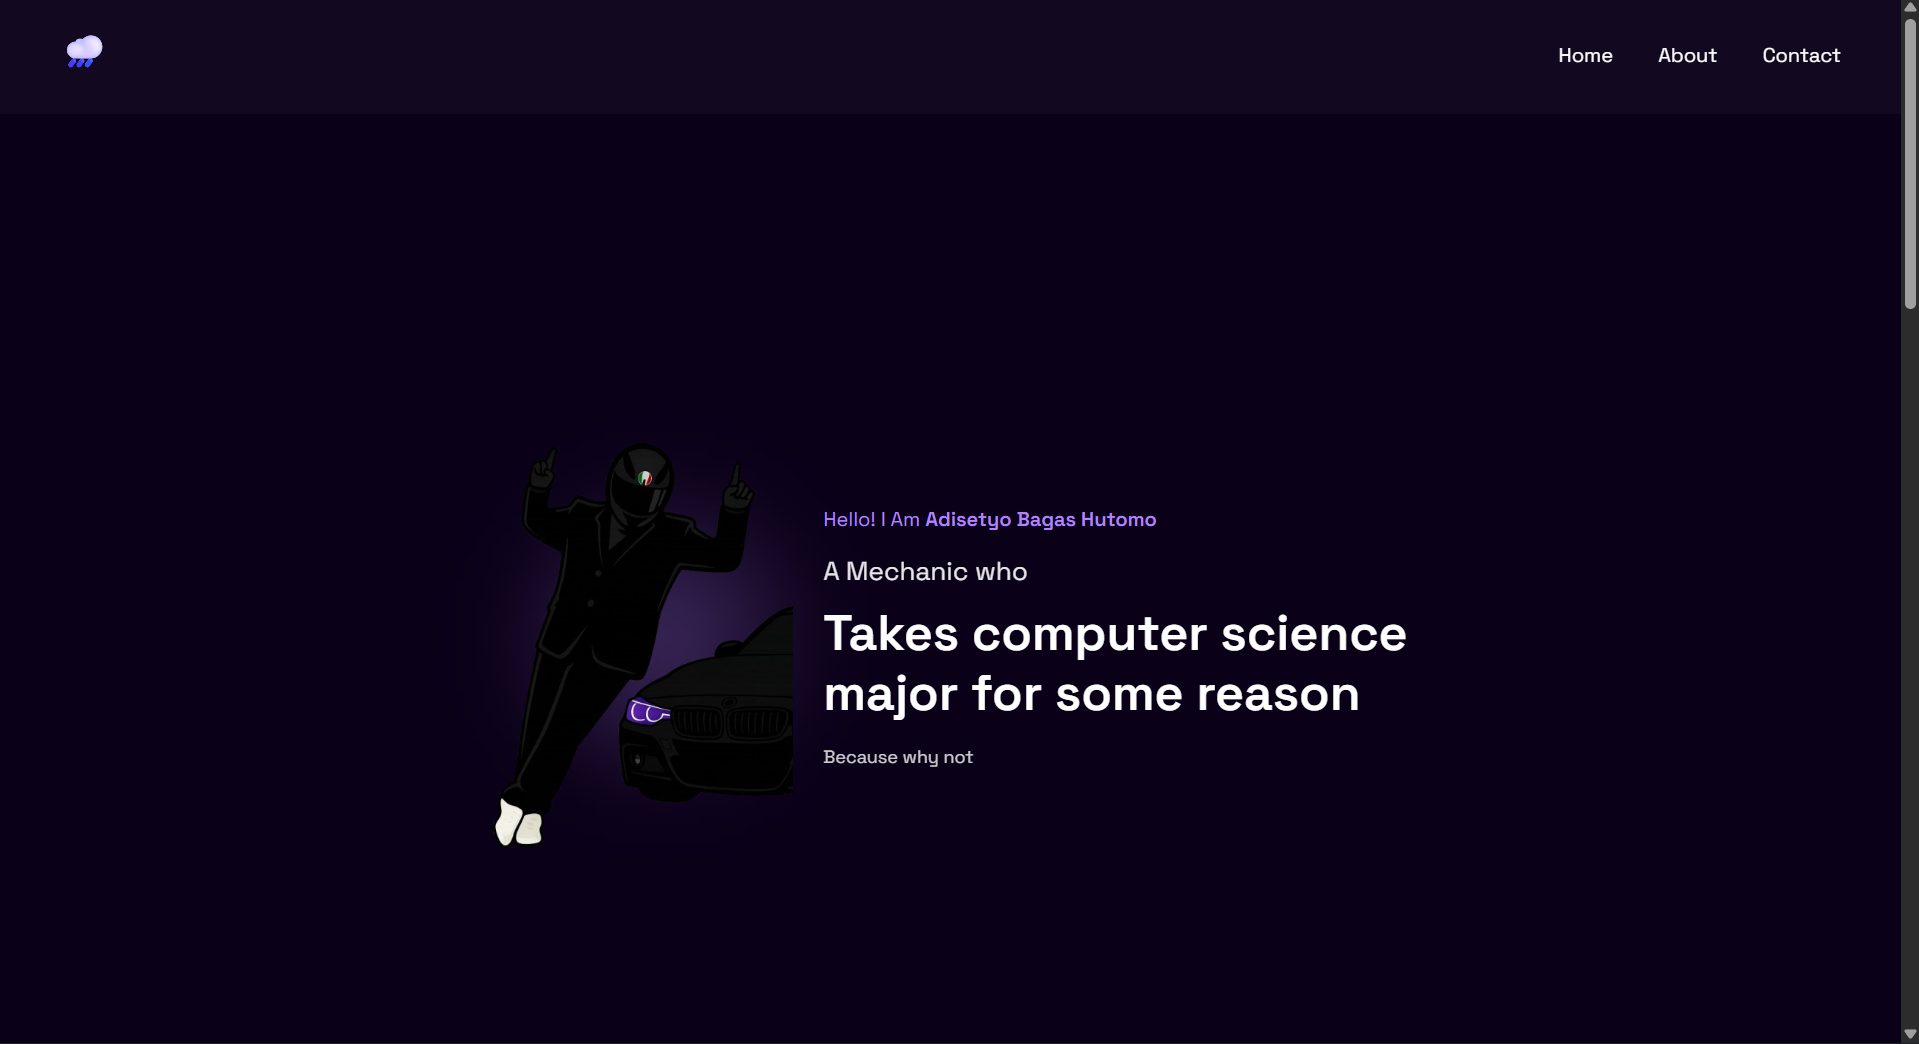 Home About Contact
Hello! I Am Adisetyo Bagas Hutomo
A Mechanic who
Takes computer science
major for some reason
Because why not